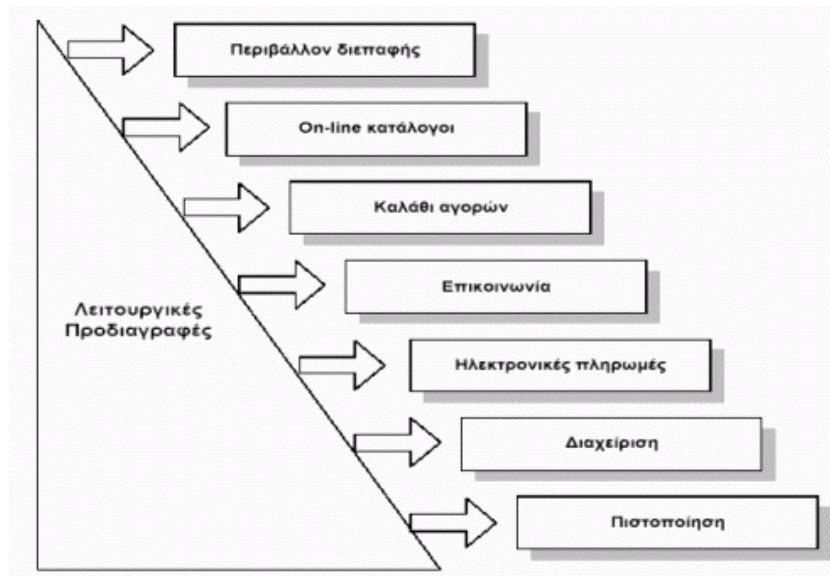 Περιβάλλον διεπαφής
On-line κατάλογοι
Καλάθι αγορών
Επικοινωνία
Λειτουργικές
Προδιαγραφές
Ηλεκτρονικές πληρωμές
Διαχείριση
Πιστοποίηση